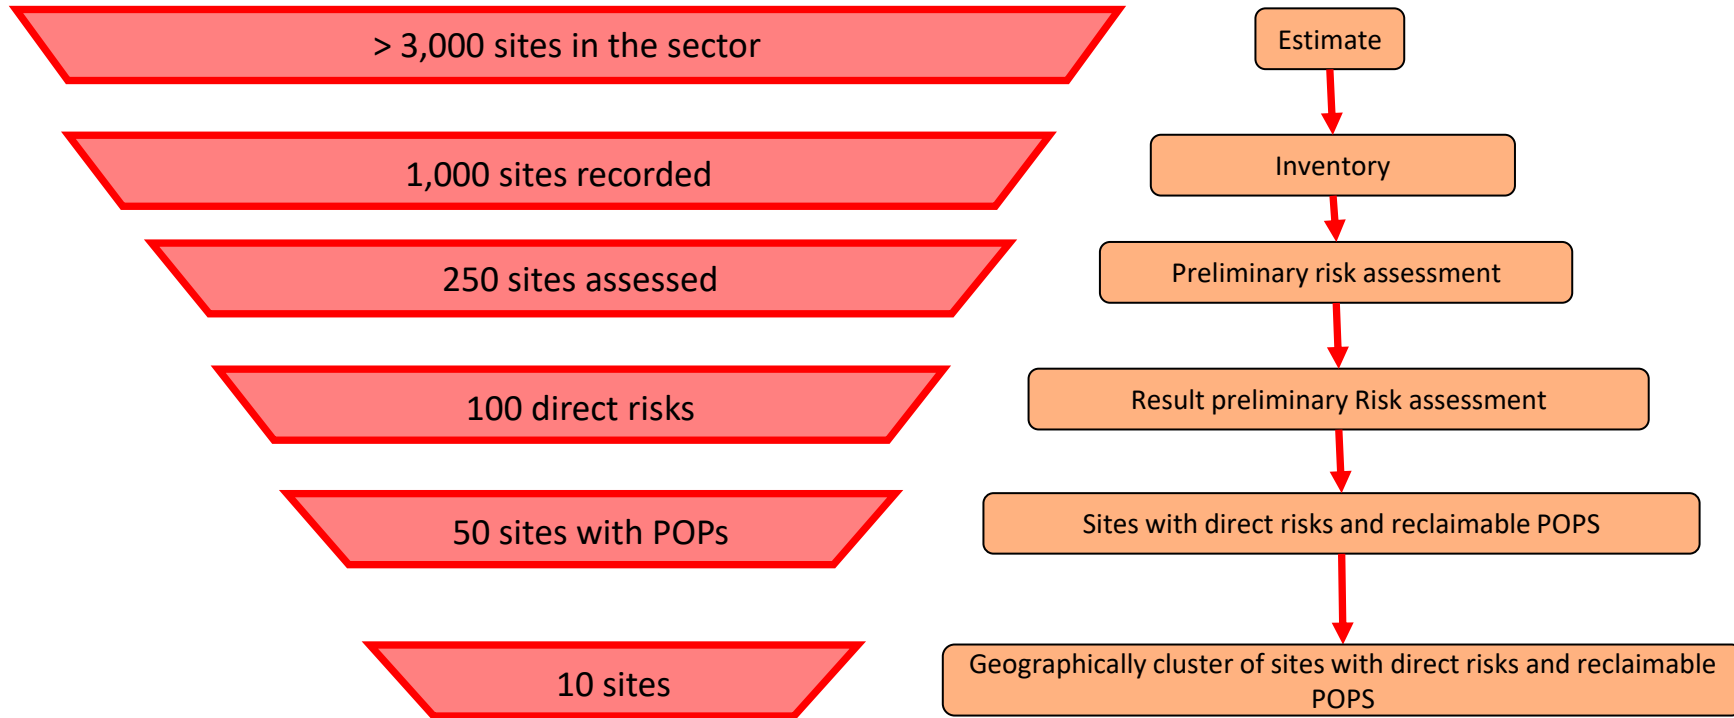 > 3,000 sites in the sector
Estimate
1,000 sites recorded
Inventory
250 sites assessed
Preliminary risk assessment
100 direct risks
Result preliminary Risk assessment
50 sites with POPs
Sites with direct risks and reclaimable POPS
10 sites
Geographically cluster of sites with direct risks and reclaimable
POPS